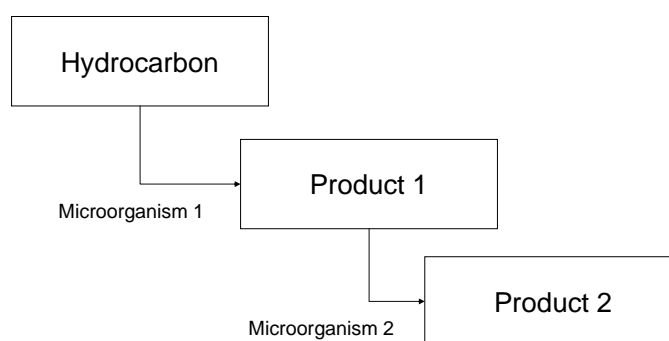 Hydrocarbon
Product 1
Microorganism 1
Product 2
Microorganism 2